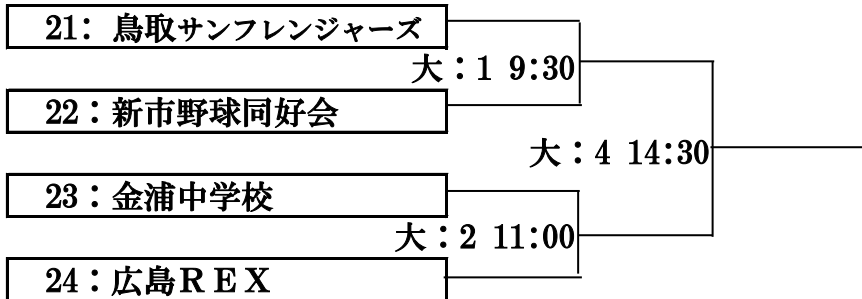 21：鳥取サンフレンジャーズ
大：1 9:30
22：新市野球同好会
大：4 14:30
23：金浦中学校
大：2 11:00
24：広島ＲＥＸ